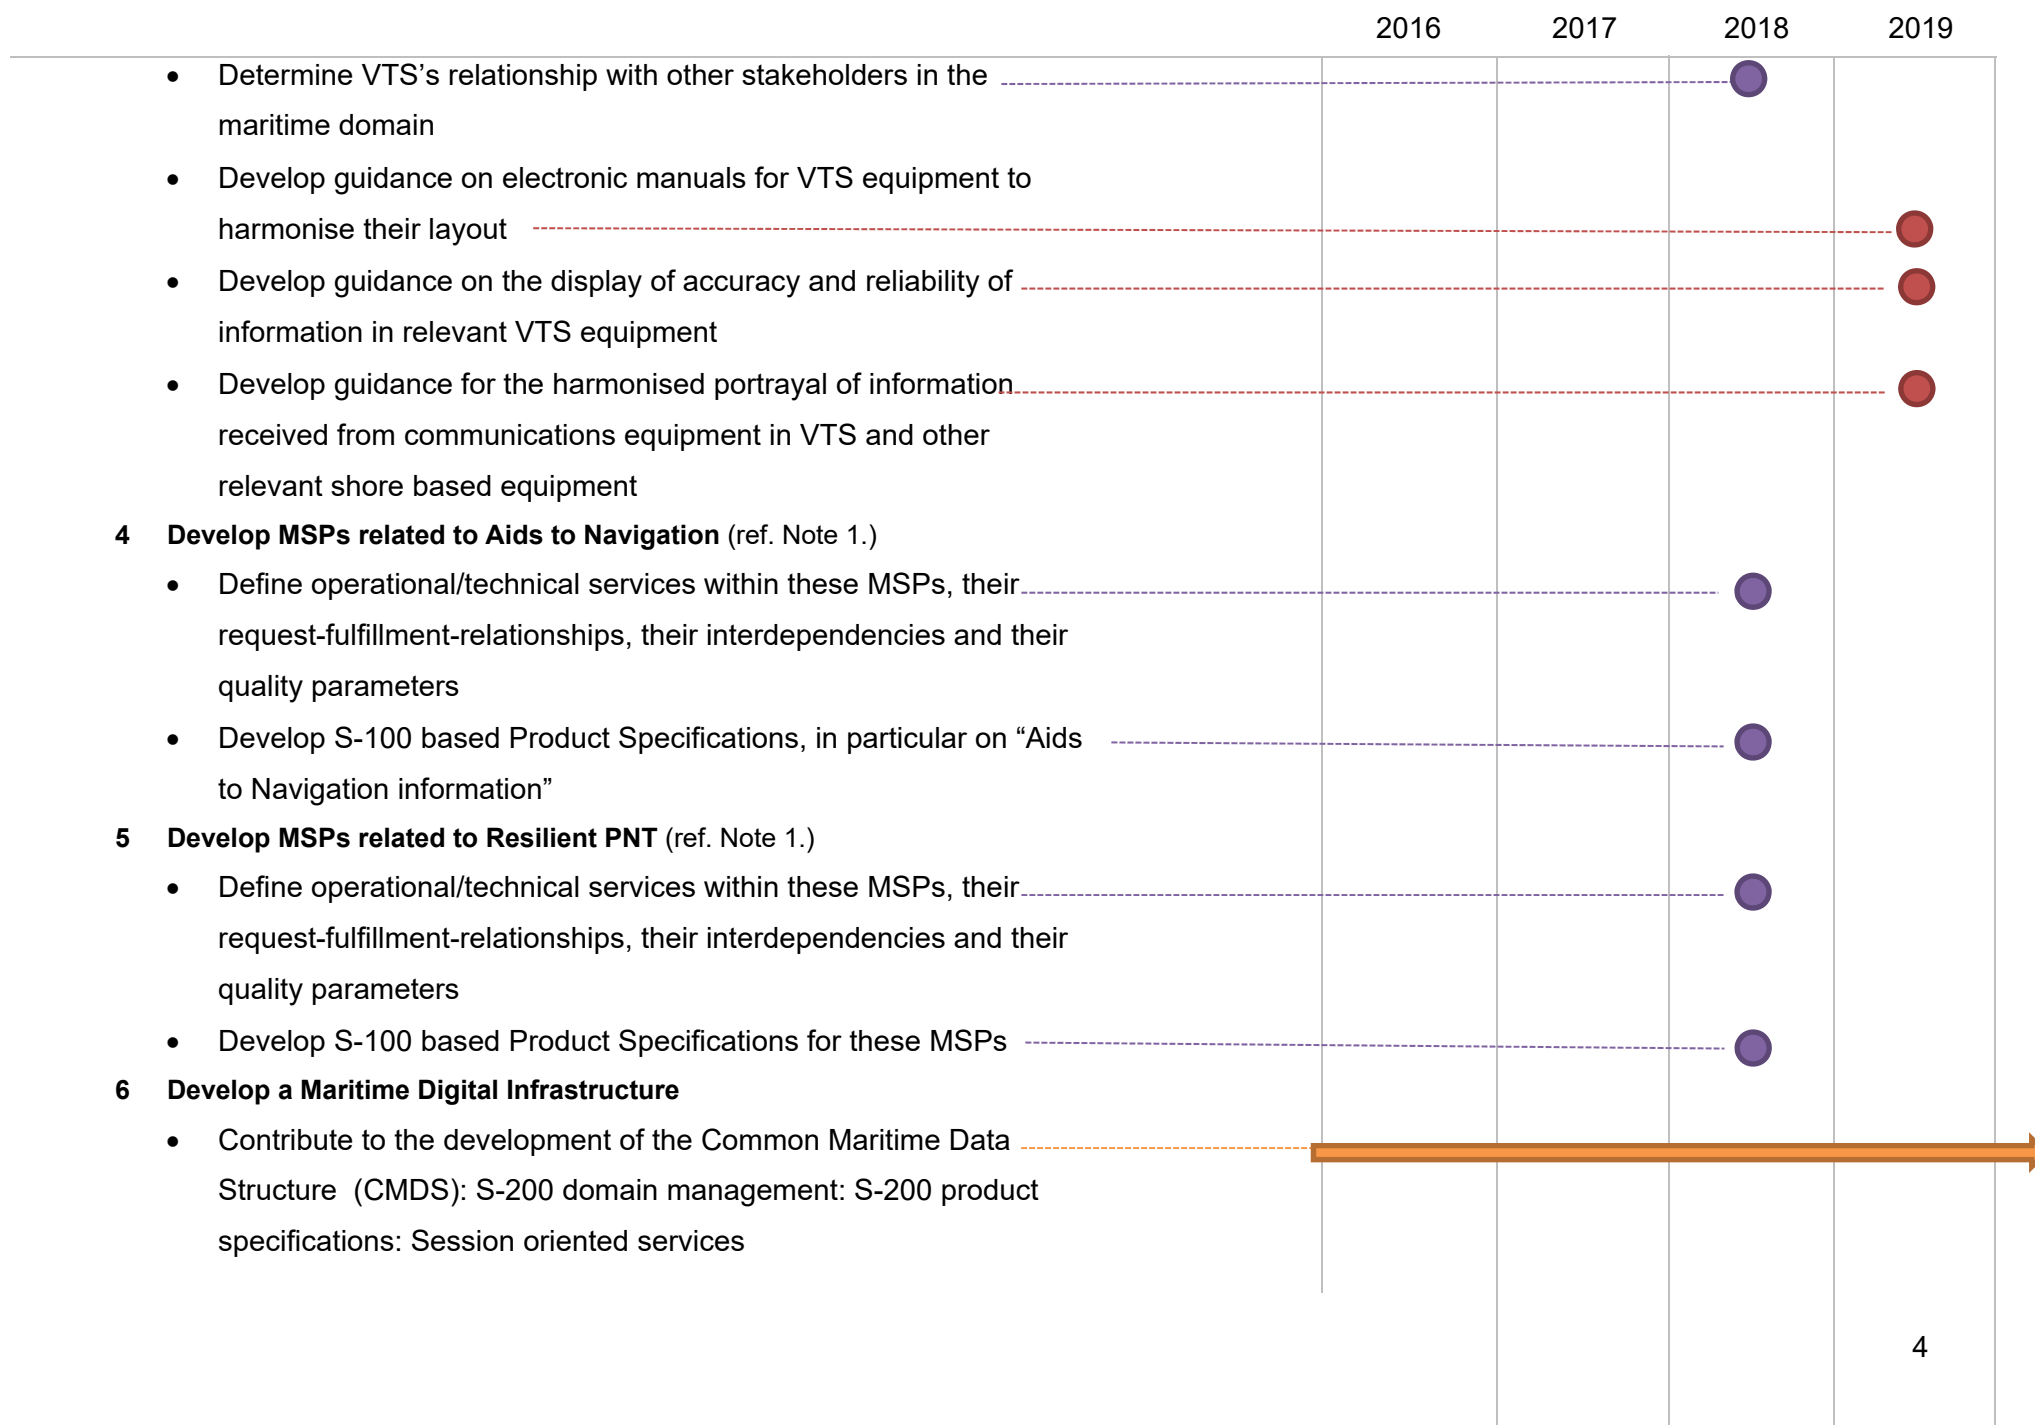 2016 2017 2018 2019
• Determine VTS’s relationship with other stakeholders in the
maritime domain
• Develop guidance on electronic manuals for VTS equipment to
harmonise their layout
• Develop guidance on the display of accuracy and reliability of
information in relevant VTS equipment
• Develop guidance for the harmonised portrayal of information
received from communications equipment in VTS and other
relevant shore based equipment
4 Develop MSPs related to Aids to Navigation (ref. Note 1.)
• Define operational/technical services within these MSPs, their
request-fulfillment-relationships, their interdependencies and their
quality parameters
• Develop S-100 based Product Specifications, in particular on “Aids
to Navigation information”
5 Develop MSPs related to Resilient PNT (ref. Note 1.)
• Define operational/technical services within these MSPs, their
request-fulfillment-relationships, their interdependencies and their
quality parameters
• Develop S-100 based Product Specifications for these MSPs
6 Develop a Maritime Digital Infrastructure
• Contribute to the development of the Common Maritime Data
Structure (CMDS): S-200 domain management: S-200 product
specifications: Session oriented services
4